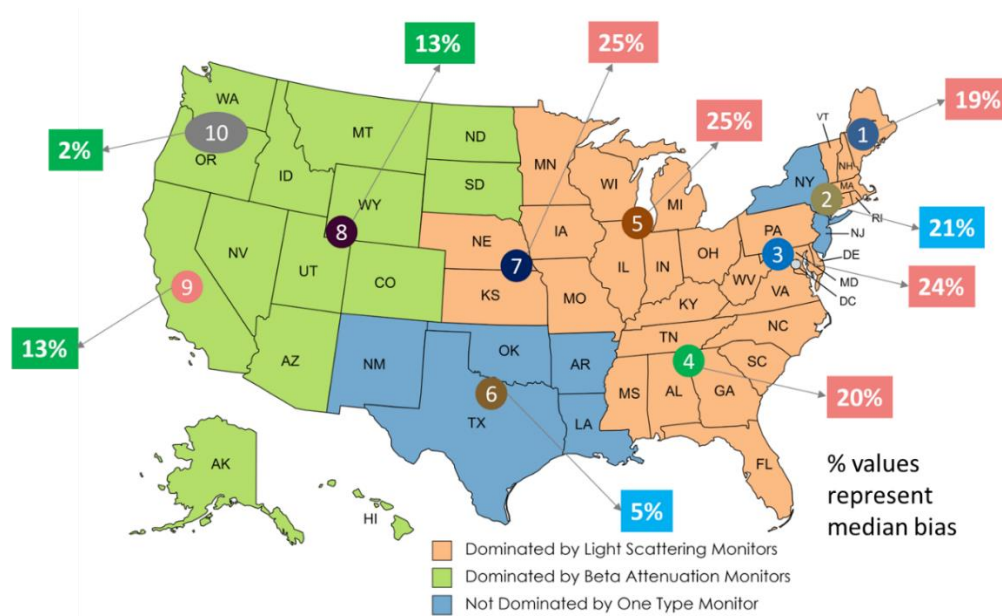 13%
25%
25%
19%
2%
WA
10
OR
MT
ID
ND
SD
WY
8
NV
UT
CO
9
13%
AZ
MN
WI
MI
5
IA
NE
7
KS
IL
IN
OH
MO
KY
WV
VA
PA
3
NY
VT
1
NH
MA
2
RI
21%
NJ
DE
MD
DC
24%
TN
NC
4
SC
MS
AL
GA
20%
FL
NM
OK
AR
6
TX
LA
5%
AK
HI
% values
represent
median bias
Dominated by Light Scattering Monitors
Dominated by Beta Attenuation Monitors
Not Dominated by One Type Monitor